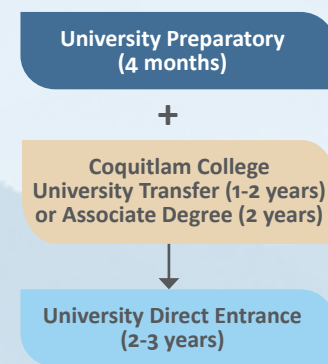 University Preparatory
(4 months)
+
Coquitlam College
University Transfer (1-2 years)
or Associate Degree (2 years)
University Direct Entrance
(2-3 years)